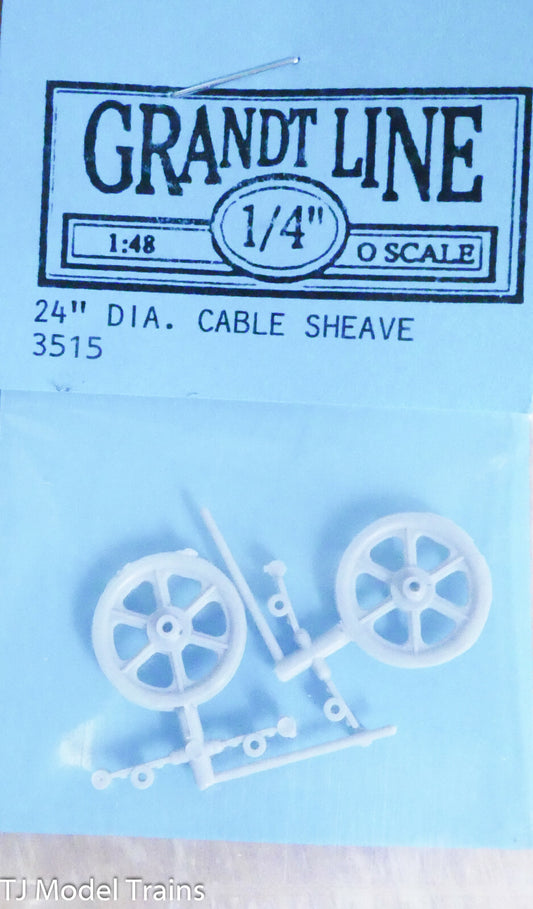 GRANDT LINE
1:48 1/4" O SCALE
24" DIA. CABLE SHEAVE
3515
TJ Model Trains